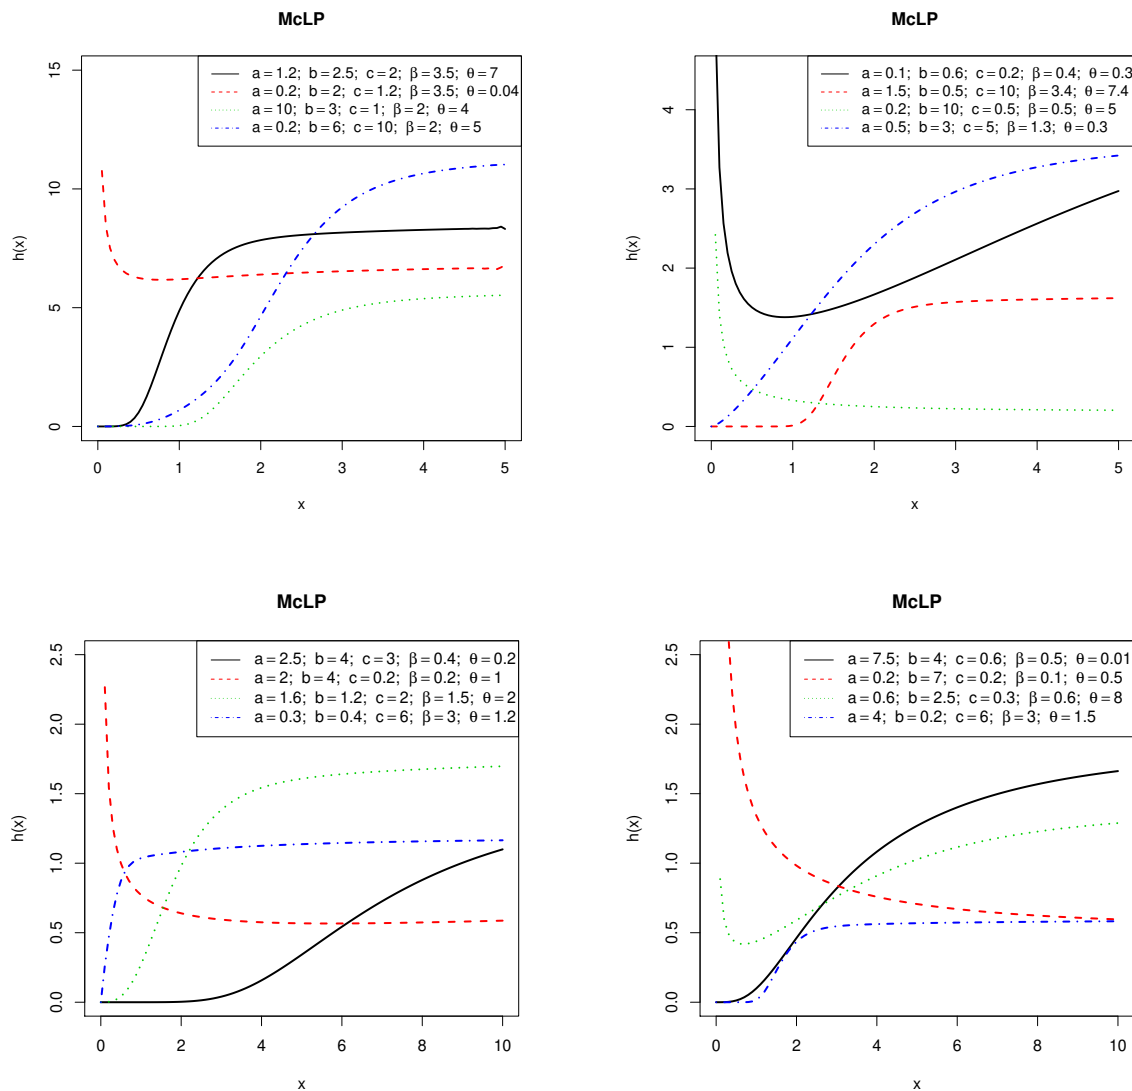 McLP
a = 1.2; b = 2.5; c = 2; β = 3.5; θ = 7
a = 0.2; b = 2; c = 1.2; β = 3.5; θ = 0.04
a = 10; b = 3; c = 1; β = 2; θ = 4
a = 0.2; b = 6; c = 10; β = 2; θ = 5
15
10
5
0
h(x)
0 1 2 3 4 5
x
McLP
a = 0.1; b = 0.6; c = 0.2; β = 0.4; θ = 0.3
a = 1.5; b = 0.5; c = 10; β = 3.4; θ = 7.4
a = 0.2; b = 10; c = 0.5; β = 0.5; θ = 5
a = 0.5; b = 3; c = 5; β = 1.3; θ = 0.3
4
3
2
1
0
h(x)
0 1 2 3 4 5
x
McLP
a = 2.5; b = 4; c = 3; β = 0.4; θ = 0.2
a = 2; b = 4; c = 0.2; β = 0.2; θ = 1
a = 1.6; b = 1.2; c = 2; β = 1.5; θ = 2
a = 0.3; b = 0.4; c = 6; β = 3; θ = 1.2
2.5
2.0
1.5
1.0
0.5
0.0
h(x)
0 2 4 6 8 10
x
McLP
a = 7.5; b = 4; c = 0.6; β = 0.5; θ = 0.01
a = 0.2; b = 7; c = 0.2; β = 0.1; θ = 0.5
a = 0.6; b = 2.5; c = 0.3; β = 0.6; θ = 8
a = 4; b = 0.2; c = 6; β = 3; θ = 1.5
2.5
2.0
1.5
1.0
0.5
0.0
h(x)
0 2 4 6 8 10
x